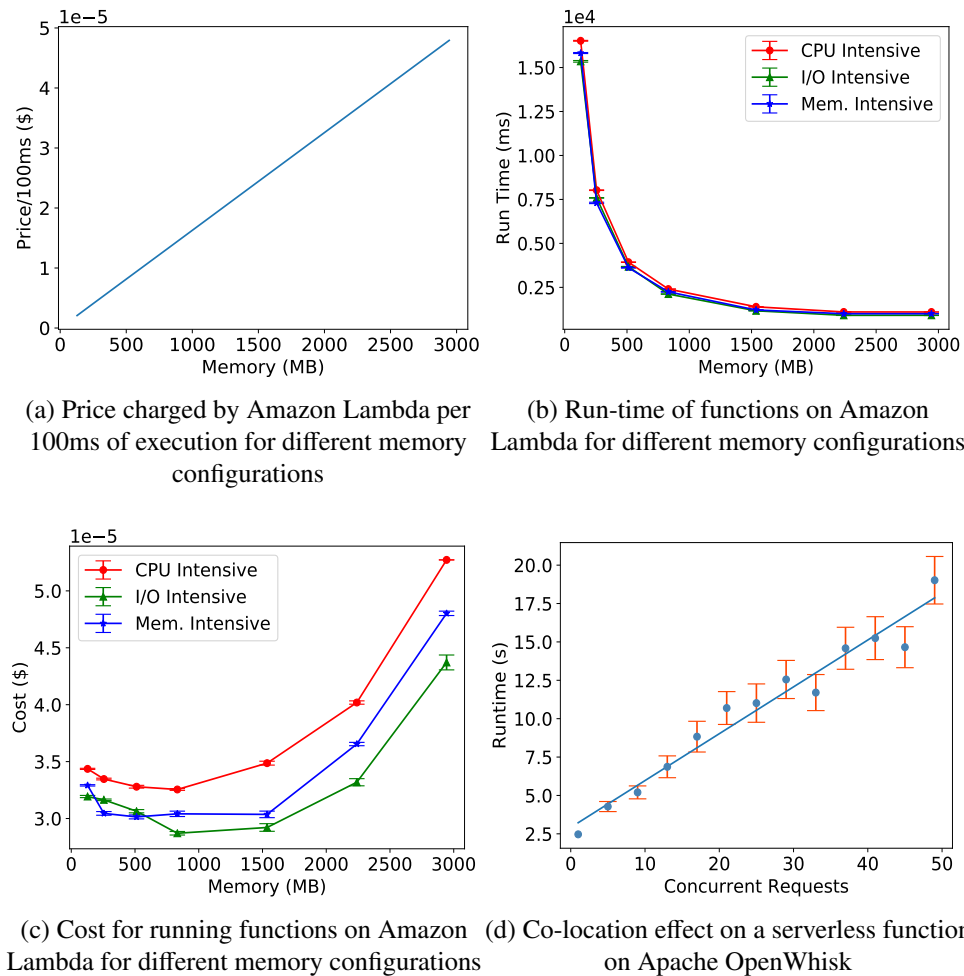 1e−5
5
4
3
2
1
0
Price/100ms ($)
0 500 1000 1500 2000 2500 3000
Memory (MB)
(a) Price charged by Amazon Lambda per
100ms of execution for different memory
configurations
1e4
1.50
1.25
1.00
0.75
0.50
0.25
Run Time (ms)
CPU Intensive
I/O Intensive
Mem. Intensive
0 500 1000 1500 2000 2500 3000
Memory (MB)
(b) Run-time of functions on Amazon
Lambda for different memory configurations
1e−5
5.0
4.5
4.0
3.5
3.0
Cost ($)
CPU Intensive
I/O Intensive
Mem. Intensive
0 500 1000 1500 2000 2500 3000
Memory (MB)
(c) Cost for running functions on Amazon
Lambda for different memory configurations
20.0
17.5
15.0
12.5
10.0
7.5
5.0
2.5
Runtime (s)
0 10 20 30 40 50
Concurrent Requests
(d) Co-location effect on a serverless function
on Apache OpenWhisk